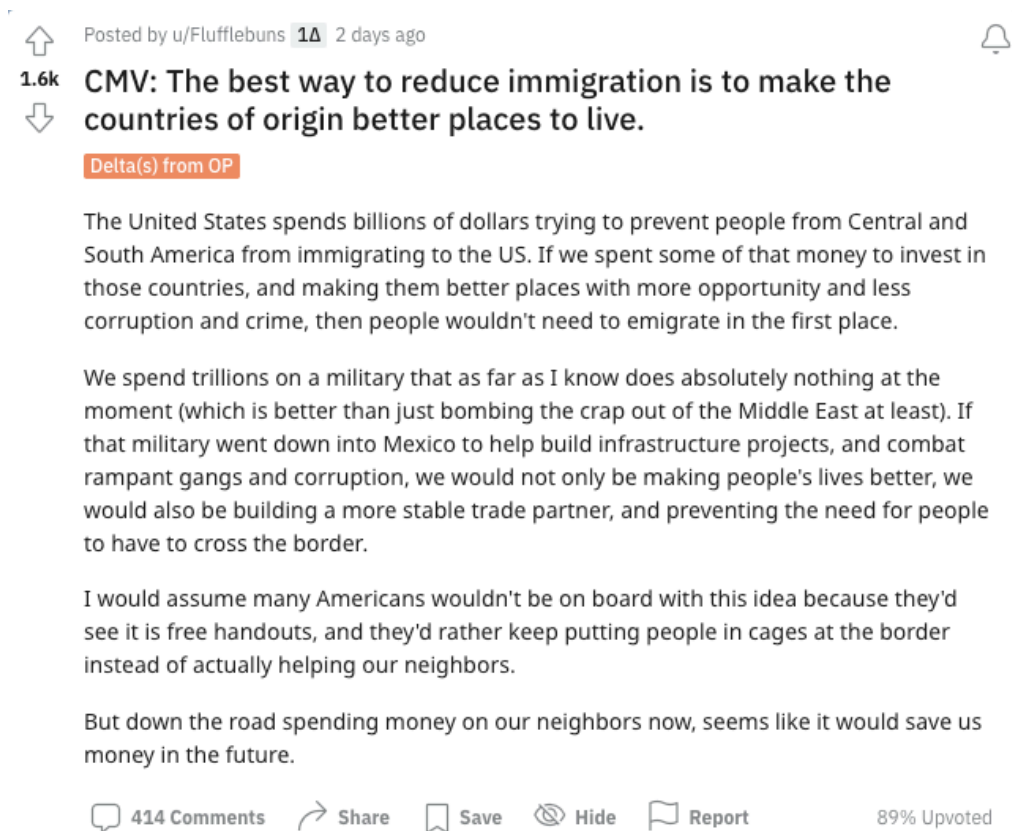 Posted by u/Flufflebuns 1Δ 2 days ago
1.6k
CMV: The best way to reduce immigration is to make the
countries of origin better places to live.
Delta(s) from OP
The United States spends billions of dollars trying to prevent people from Central and
South America from immigrating to the US. If we spent some of that money to invest in
those countries, and making them better places with more opportunity and less
corruption and crime, then people wouldn't need to emigrate in the first place.
We spend trillions on a military that as far as I know does absolutely nothing at the
moment (which is better than just bombing the crap out of the Middle East at least). If
that military went down into Mexico to help build infrastructure projects, and combat
rampant gangs and corruption, we would not only be making people's lives better, we
would also be building a more stable trade partner, and preventing the need for people
to have to cross the border.
I would assume many Americans wouldn't be on board with this idea because they'd
see it is free handouts, and they'd rather keep putting people in cages at the border
instead of actually helping our neighbors.
But down the road spending money on our neighbors now, seems like it would save us
money in the future.
414 Comments Share Save Hide Report 89% Upvoted